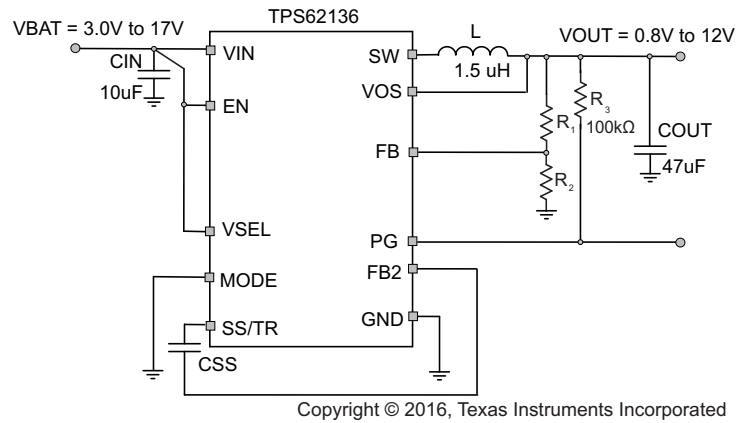 TPS62136
VBAT = 3.0V to 17V
VIN
CIN
10uF
EN
VSEL
MODE
SS/TR
CSS
SW
L
1.5 uH
VOUT = 0.8V to 12V
VOS
R1
R3
100kΩ
COUT
47uF
FB
R2
PG
FB2
GND
Copyright © 2016, Texas Instruments Incorporated